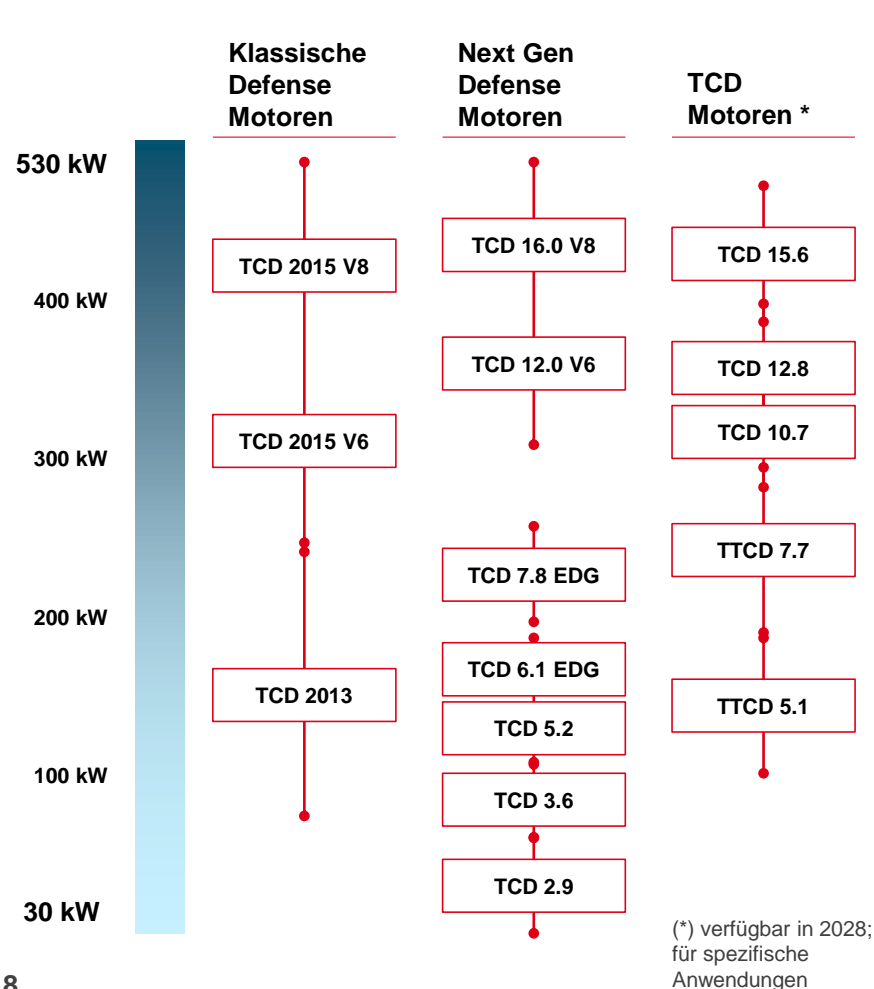 Klassische
Defense
Motoren
Next Gen
Defense
Motoren
TCD
Motoren *
530 kW
400 kW
300 kW
200 kW
100 kW
30 kW
TCD 2015 V8
TCD 2015 V6
TCD 2013
TCD 16.0 V8
TCD 12.0 V6
TCD 7.8 EDG
TCD 6.1 EDG
TCD 5.2
TCD 3.6
TCD 2.9
TCD 15.6
TCD 12.8
TCD 10.7
TTCD 7.7
TTCD 5.1
(*) verfügbar in 2028;
für spezifische
Anwendungen
8